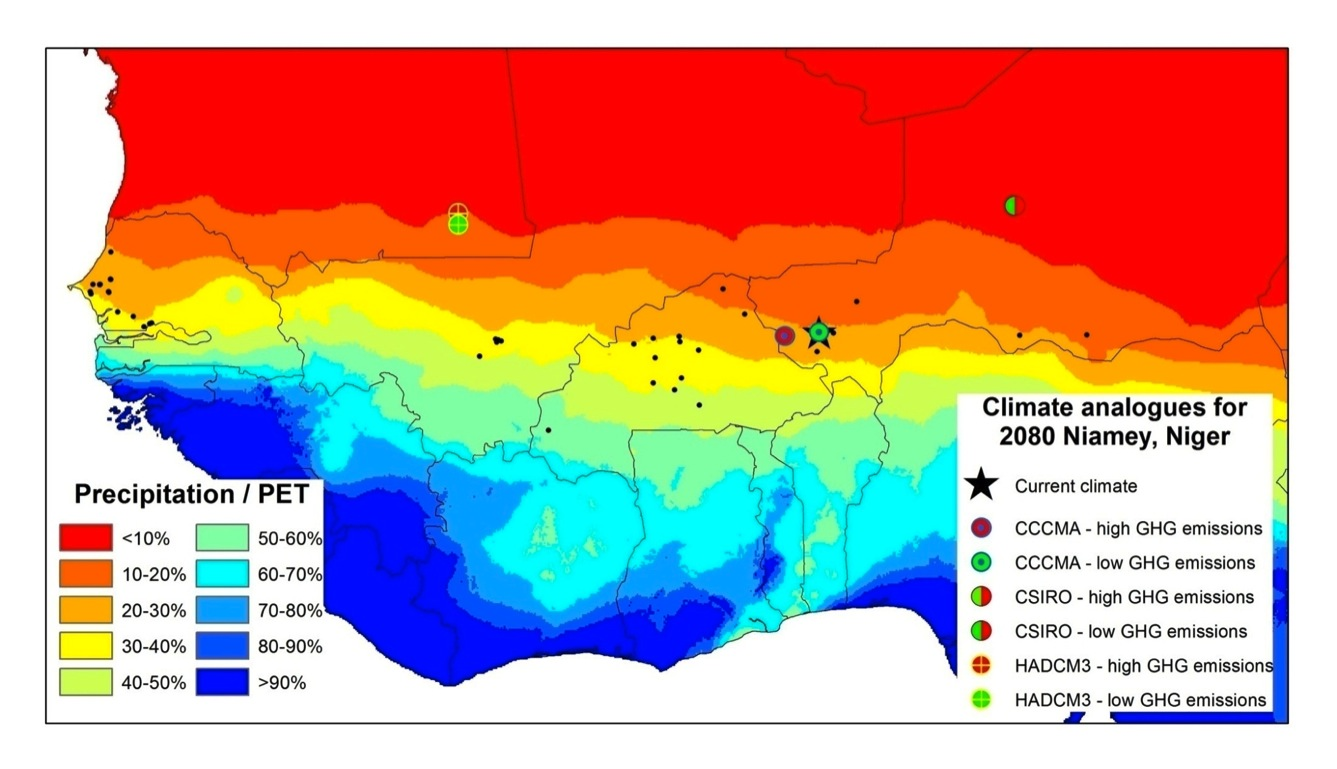 Climate analogues for
2080 Niamey, Niger
Current climate
CCCMA - high GHG emissions
CCCMA - low GHG emissions
CSIRO - high GHG emissions
CSIRO - low GHG emissions
HADCM3 - high GHG emissions
HADCM3 - low GHG emissions
Precipitation / PET
<10% 50-60%
10-20% 60-70%
20-30% 70-80%
30-40% 80-90%
40-50% >90%